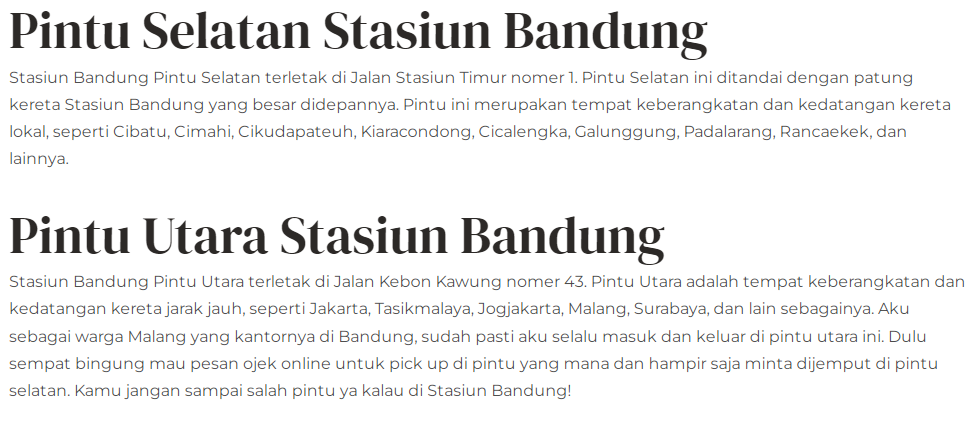 Pintu Selatan Stasiun Bandung
Stasiun Bandung Pintu Selatan terletak di Jalan Stasiun Timur nomer 1. Pintu Selatan ini ditandai dengan patung
kereta Stasiun Bandung yang besar didepannya. Pintu ini merupakan tempat keberangkatan dan kedatangan kereta
lokal, seperti Cibatu, Cimahi, Cikudapateuh, Kiaracondong, Cicalengka, Galunggung, Padalarang, Rancaekek, dan
lainnya.
Pintu Utara Stasiun Bandung
Stasiun Bandung Pintu Utara terletak di Jalan Kebon Kawung nomer 43. Pintu Utara adalah tempat keberangkatan dan
kedatangan kereta jarak jauh, seperti Jakarta, Tasikmalaya, Jogjakarta, Malang, Surabaya, dan lain sebagainya. Aku
sebagai warga Malang yang kantornya di Bandung, sudah pasti aku selalu masuk dan keluar di pintu utara ini. Dulu
sempat bingung mau pesan ojek online untuk pick up di pintu yang mana dan hampir saja minta dijemput di pintu
selatan. Kamu jangan sampai salah pintu ya kalau di Stasiun Bandung!